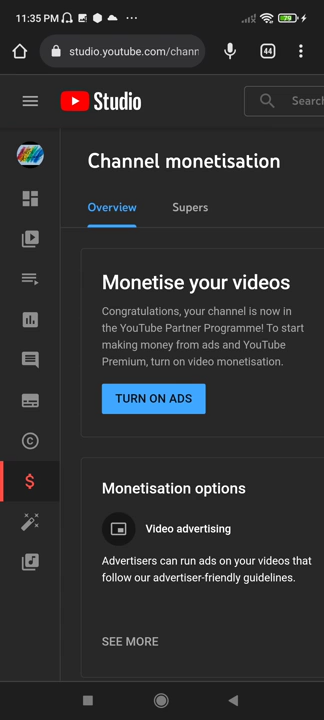 11:35 PM
79
studio.youtube.com/chann
44
Studio
Search
Channel monetisation
Overview
Supers
Monetise your videos
Congratulations, your channel is now in
the YouTube Partner Programme! To start
making money from ads and YouTube
Premium, turn on video monetisation.
TURN ON ADS
Monetisation options
Video advertising
Advertisers can run ads on your videos that
follow our advertiser-friendly guidelines.
SEE MORE